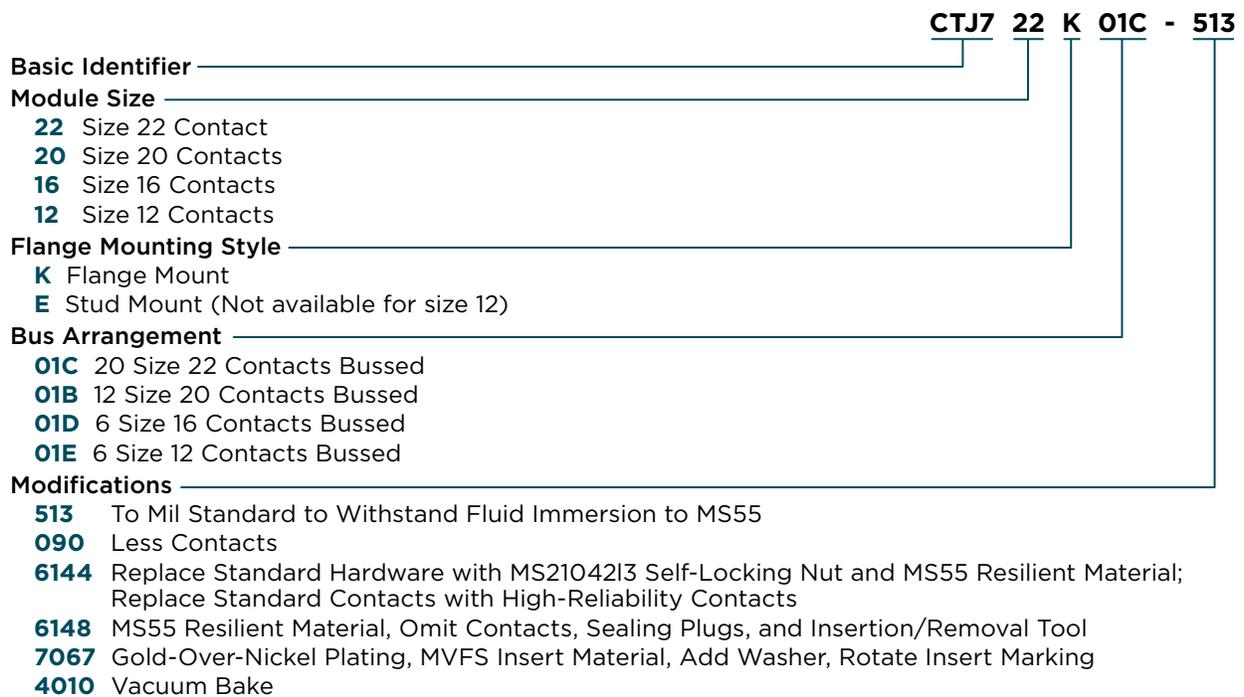 CTJ7 22 K 01C - 513
Basic Identifier
Module Size
22 Size 22 Contact
20 Size 20 Contacts
16 Size 16 Contacts
12 Size 12 Contacts
Flange Mounting Style
K Flange Mount
E Stud Mount (Not available for size 12)
Bus Arrangement
01C 20 Size 22 Contacts Bussed
01B 12 Size 20 Contacts Bussed
01D 6 Size 16 Contacts Bussed
01E 6 Size 12 Contacts Bussed
Modifications
513 To Mil Standard to Withstand Fluid Immersion to MS55
090 Less Contacts
6144 Replace Standard Hardware with MS21042l3 Self-Locking Nut and MS55 Resilient Material;
Replace Standard Contacts with High-Reliability Contacts
6148 MS55 Resilient Material, Omit Contacts, Sealing Plugs, and Insertion/Removal Tool
7067 Gold-Over-Nickel Plating, MVFS Insert Material, Add Washer, Rotate Insert Marking
4010 Vacuum Bake